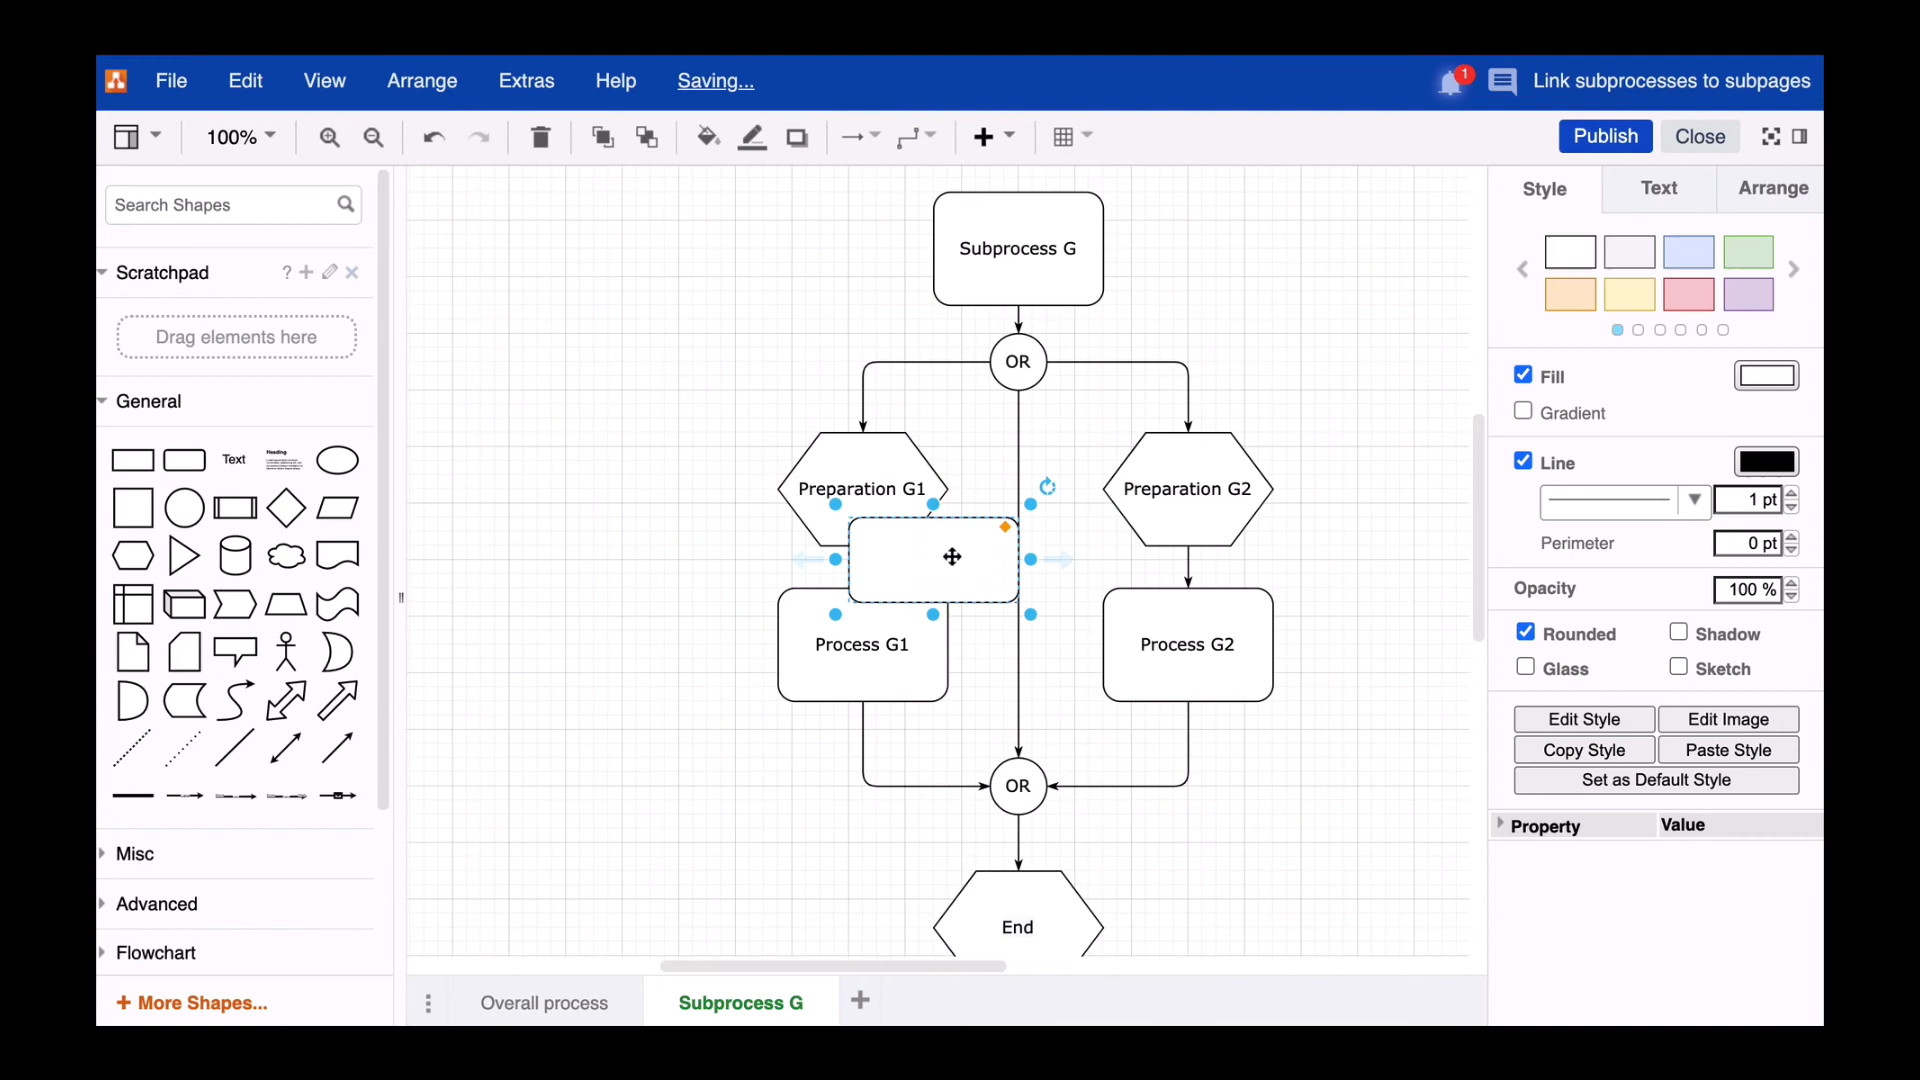 File Edit View Arrange Extras Help Saving... 1 Link subprocesses to subpages
100% Publish Close
Search Shapes
Scratchpad ?
Drag elements here
General
Text Heading
Misc
Advanced
Flowchart
+ More Shapes...
Subprocess G
OR
Preparation G1
Preparation G2
Process G1
Process G2
OR
End
Overall process Subprocess G
Style Text Arrange
Fill
Gradient
Line
1 pt
Perimeter 0 pt
Opacity 100 %
Rounded Shadow
Glass Sketch
Edit Style Edit Image
Copy Style Paste Style
Set as Default Style
Property Value